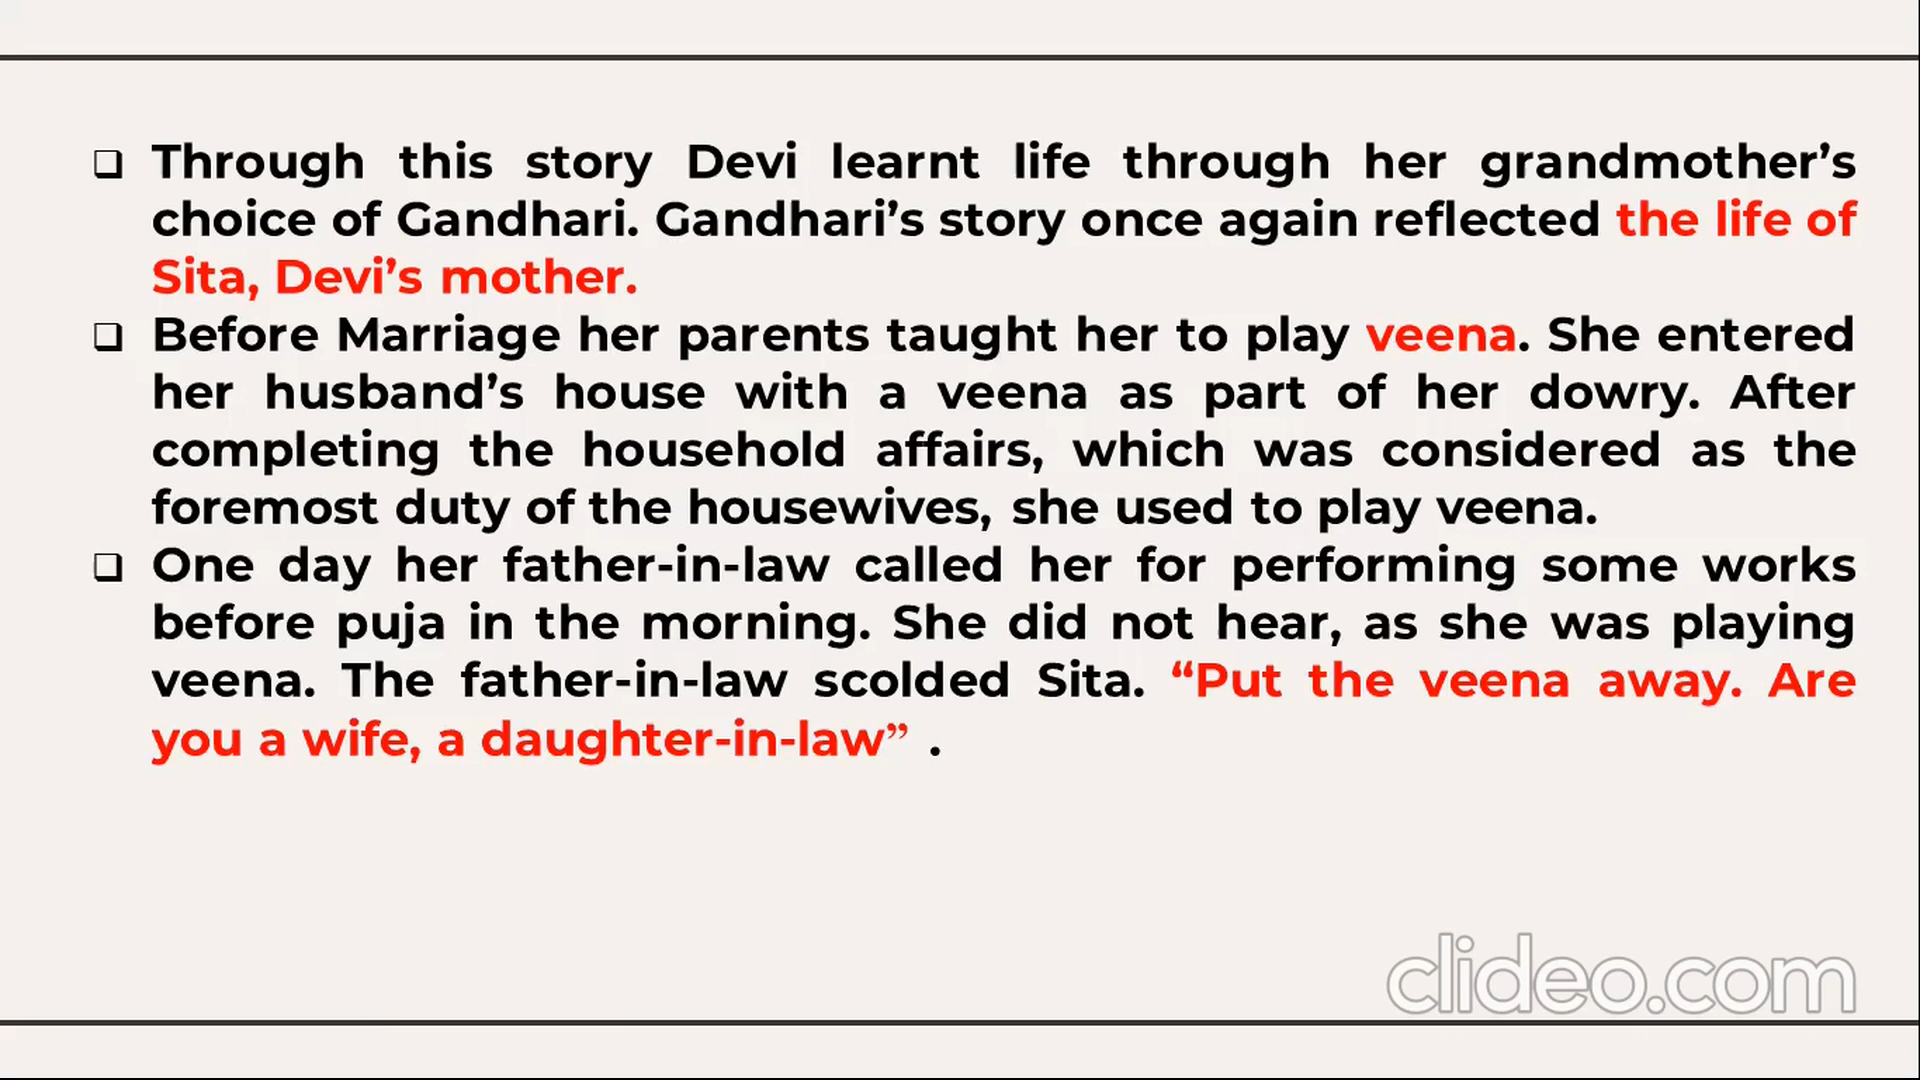 ❑ Through this story Devi learnt life through her grandmother’s
choice of Gandhari. Gandhari’s story once again reflected the life of
Sita, Devi’s mother.
❑ Before Marriage her parents taught her to play veena. She entered
her husband’s house with a veena as part of her dowry. After
completing the household affairs, which was considered as the
foremost duty of the housewives, she used to play veena.
❑ One day her father-in-law called her for performing some works
before puja in the morning. She did not hear, as she was playing
veena. The father-in-law scolded Sita. “Put the veena away. Are
you a wife, a daughter-in-law” .
clideo.com